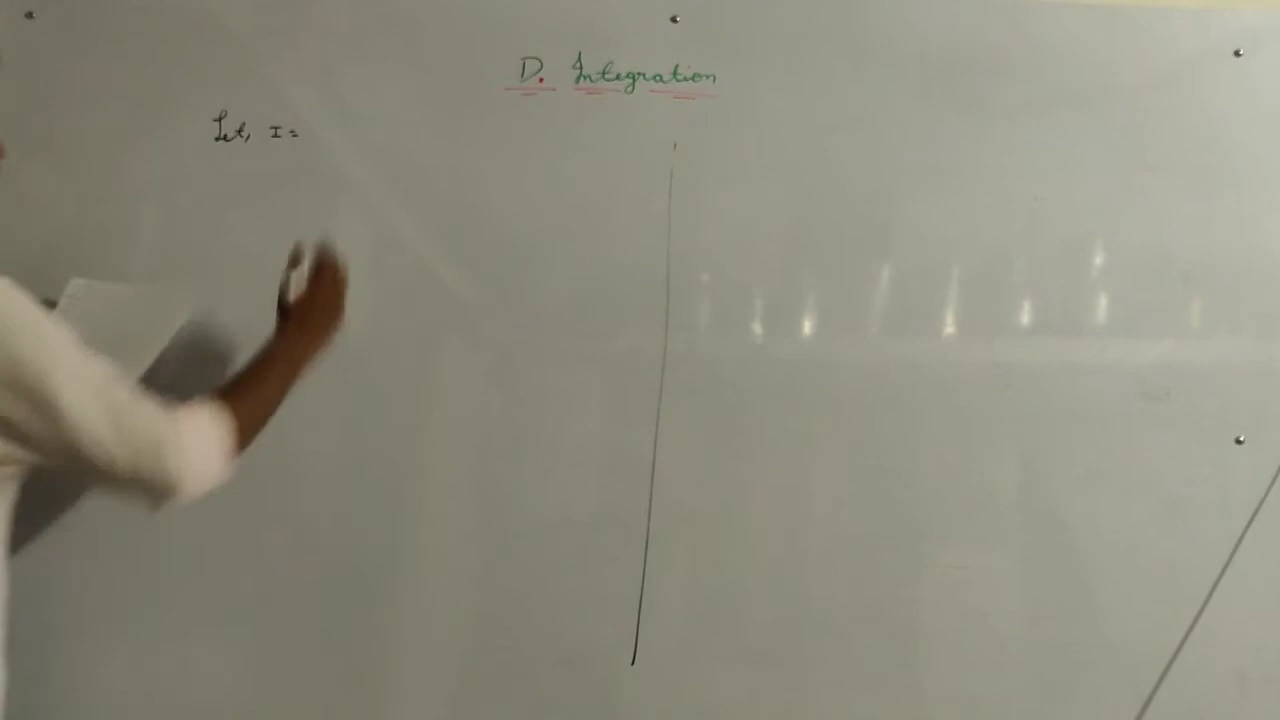 D. Integration
Let, I =